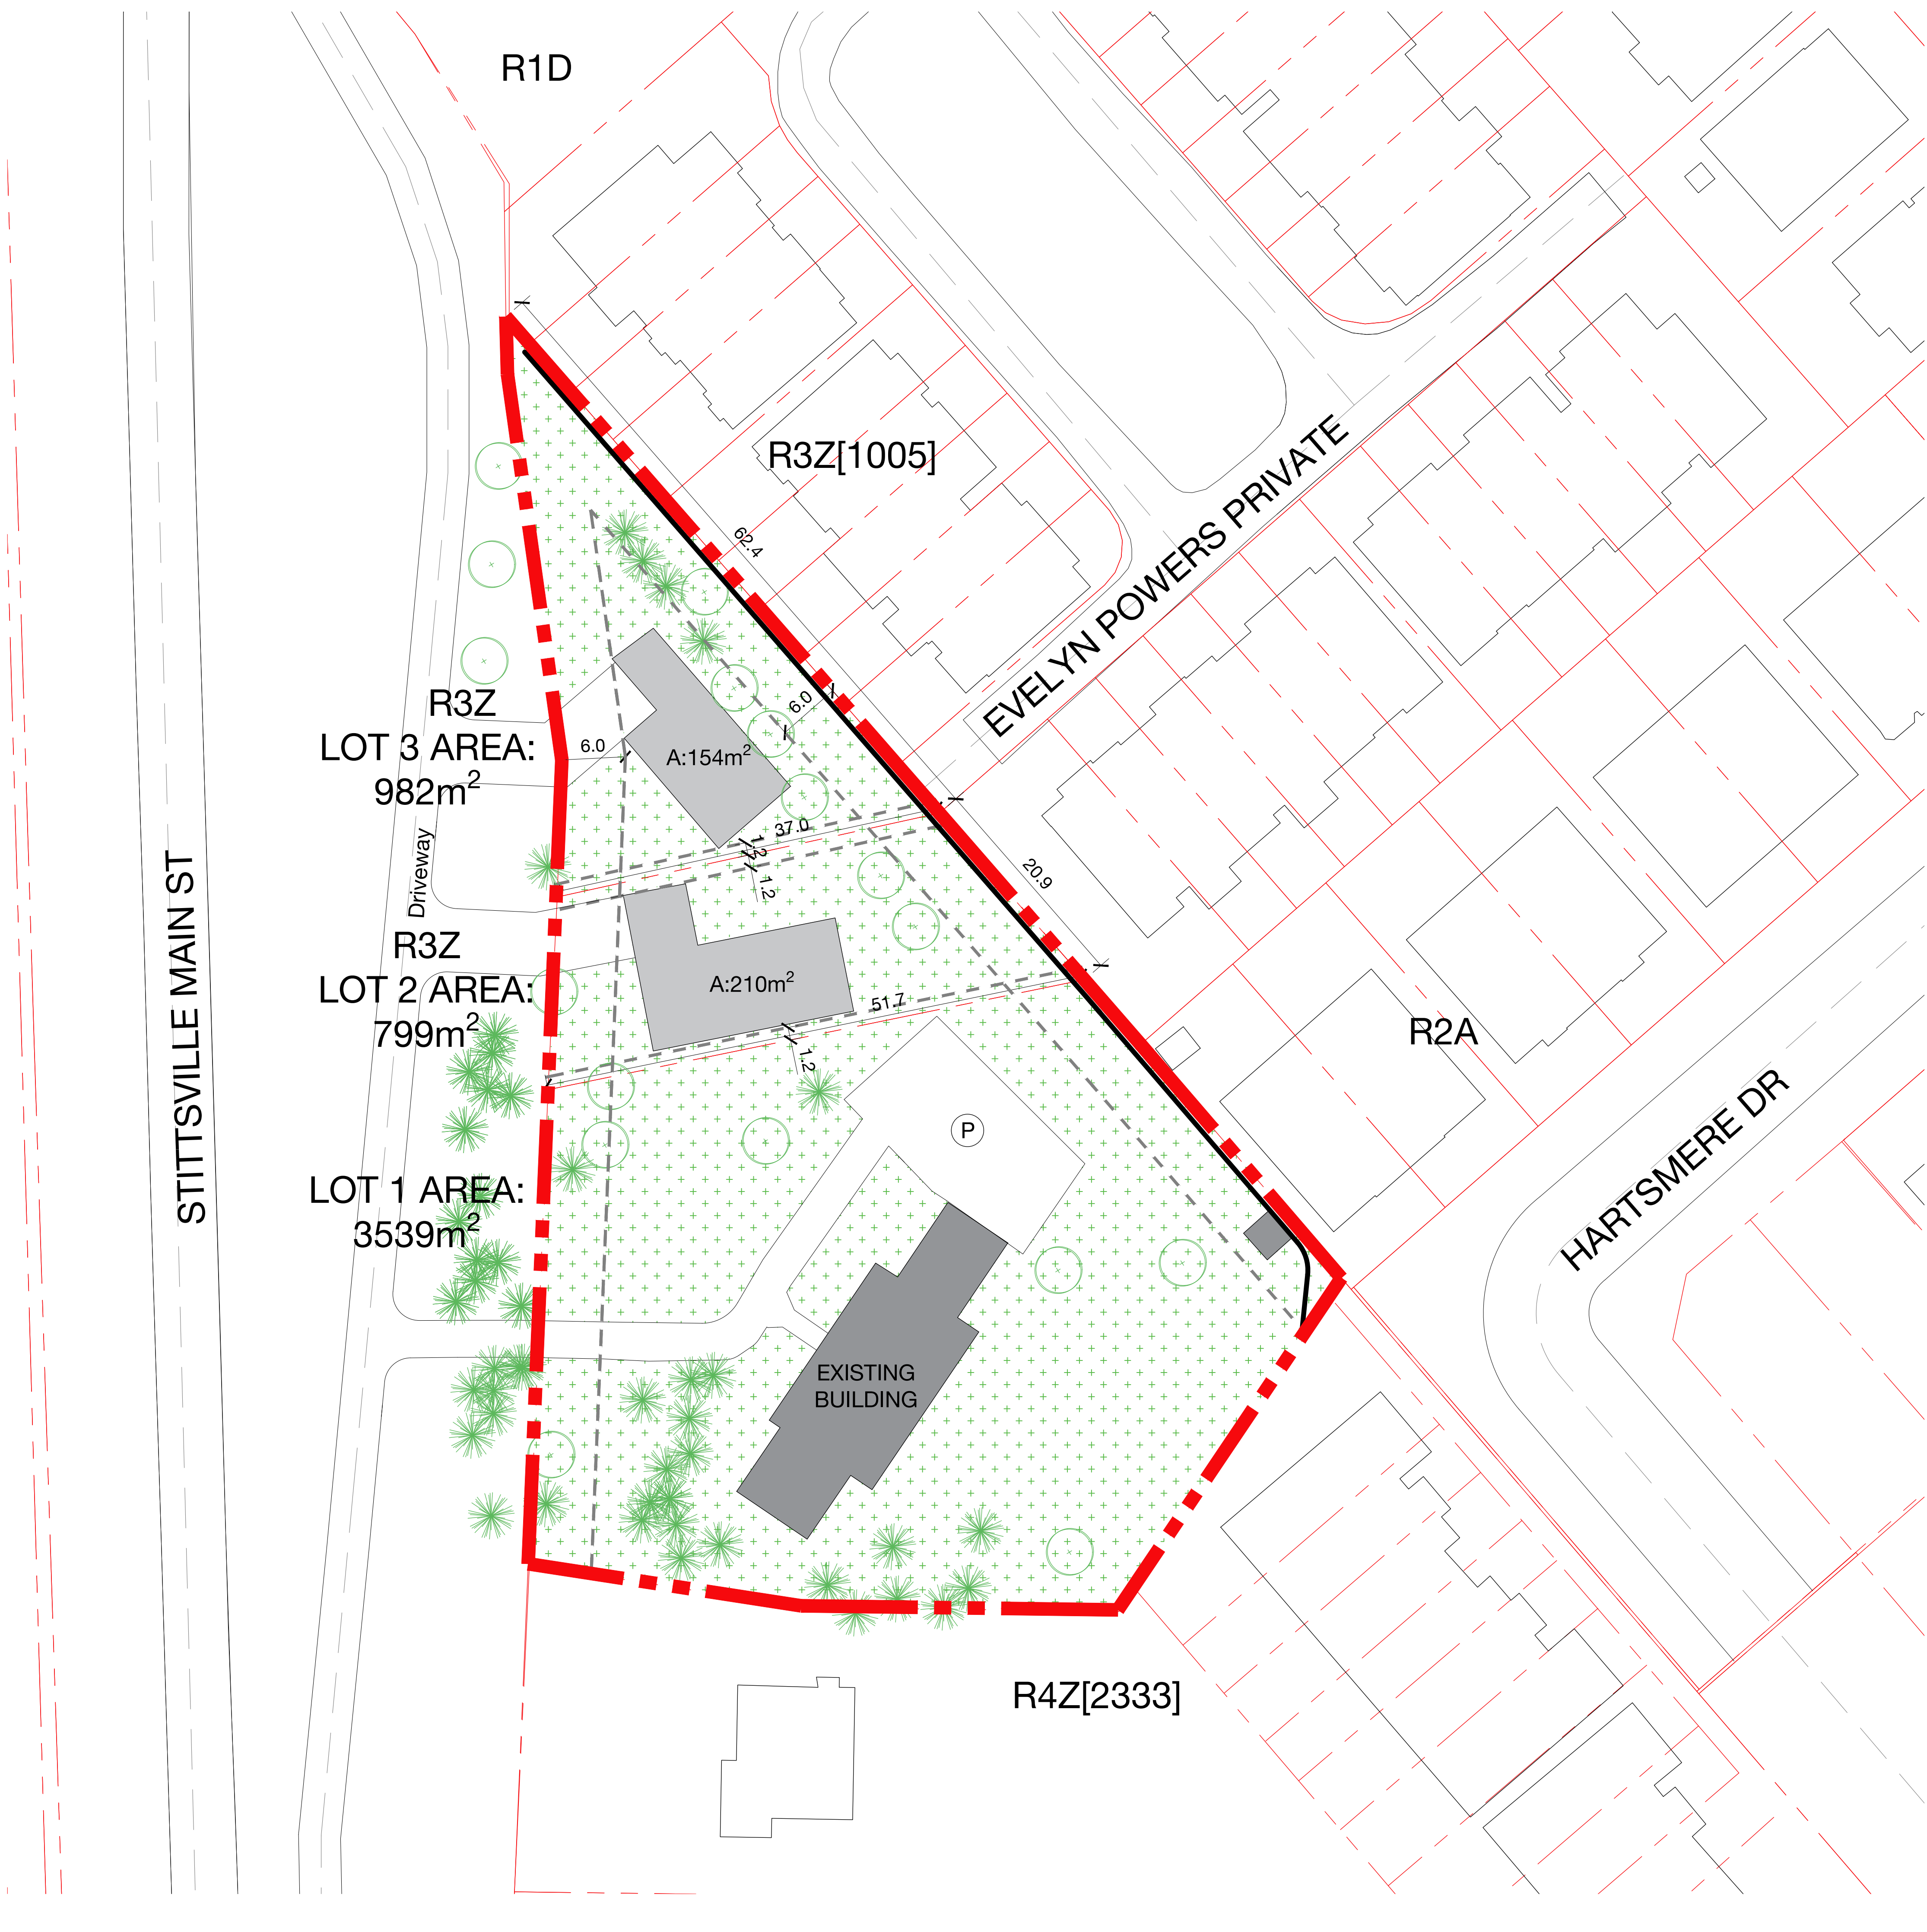 R1D
R3Z[1005]
62.4
EVELYN POWERS PRIVATE
6.0
R3Z
LOT 3 AREA:
982m²
6.0
A:154m²
37.0
1.2
1.2
20.9
Driveway
STITTSVILLE MAIN ST
R3Z
LOT 2 AREA:
799m²
A:210m²
51.7
1.2
R2A
P
HARTSMERE DR
LOT 1 AREA:
3539m²
EXISTING
BUILDING
R4Z[2333]